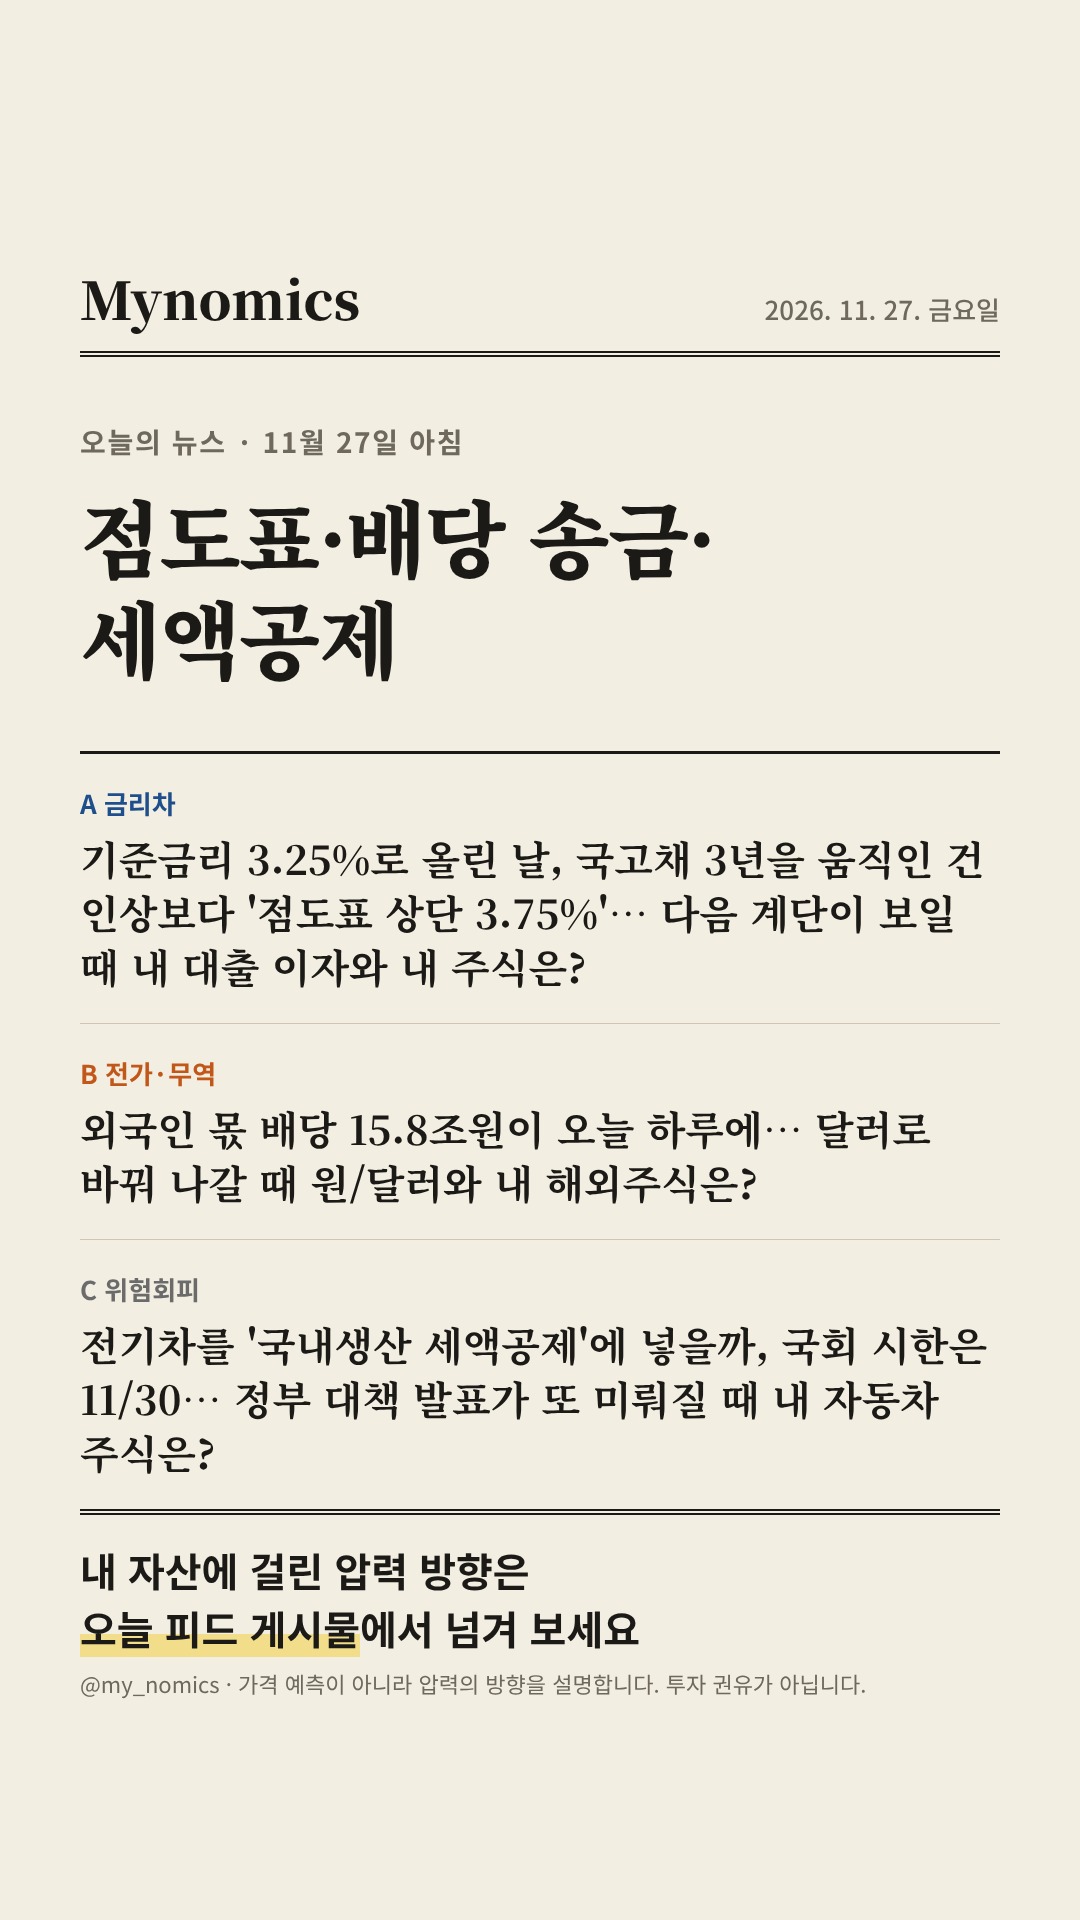 Mynomics
2026. 11. 27. 금요일
오늘의 뉴스 · 11월 27일 아침
점도표·배당 송금·
세액공제
A 금리차
기준금리 3.25%로 올린 날, 국고채 3년을 움직인 건
인상보다 '점도표 상단 3.75%'… 다음 계단이 보일
때 내 대출 이자와 내 주식은?
B 전가·무역
외국인 몫 배당 15.8조원이 오늘 하루에… 달러로
바꿔 나갈 때 원/달러와 내 해외주식은?
C 위험회피
전기차를 '국내생산 세액공제'에 넣을까, 국회 시한은
11/30… 정부 대책 발표가 또 미뤄질 때 내 자동차
주식은?
내 자산에 걸린 압력 방향은
오늘 피드 게시물에서 넘겨 보세요
@my_nomics · 가격 예측이 아니라 압력의 방향을 설명합니다. 투자 권유가 아닙니다.